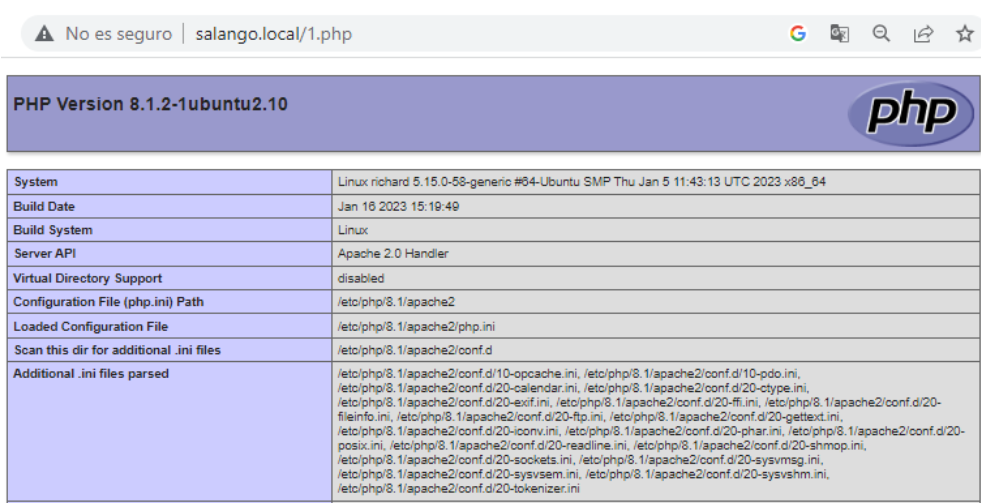 No es seguro | salango.local/1.php
PHP Version 8.1.2-1ubuntu2.10
php
System Linux richard 5.15.0-58-generic #64-Ubuntu SMP Thu Jan 5 11:43:13 UTC 2023 x86_64
Build Date Jan 16 2023 15:19:49
Build System Linux
Server API Apache 2.0 Handler
Virtual Directory Support disabled
Configuration File (php.ini) Path /etc/php/8.1/apache2
Loaded Configuration File /etc/php/8.1/apache2/php.ini
Scan this dir for additional .ini files /etc/php/8.1/apache2/conf.d
Additional .ini files parsed /etc/php/8.1/apache2/conf.d/10-opcache.ini, /etc/php/8.1/apache2/conf.d/10-pdo.ini,
/etc/php/8.1/apache2/conf.d/20-calendar.ini, /etc/php/8.1/apache2/conf.d/20-ctype.ini,
/etc/php/8.1/apache2/conf.d/20-exif.ini, /etc/php/8.1/apache2/conf.d/20-ffi.ini, /etc/php/8.1/apache2/conf.d/20-
fileinfo.ini, /etc/php/8.1/apache2/conf.d/20-ftp.ini, /etc/php/8.1/apache2/conf.d/20-gettext.ini,
/etc/php/8.1/apache2/conf.d/20-iconv.ini, /etc/php/8.1/apache2/conf.d/20-phar.ini, /etc/php/8.1/apache2/conf.d/20-
posix.ini, /etc/php/8.1/apache2/conf.d/20-readline.ini, /etc/php/8.1/apache2/conf.d/20-shmop.ini,
/etc/php/8.1/apache2/conf.d/20-sockets.ini, /etc/php/8.1/apache2/conf.d/20-sysvmsg.ini,
/etc/php/8.1/apache2/conf.d/20-sysvsem.ini, /etc/php/8.1/apache2/conf.d/20-sysvshm.ini,
/etc/php/8.1/apache2/conf.d/20-tokenizer.ini